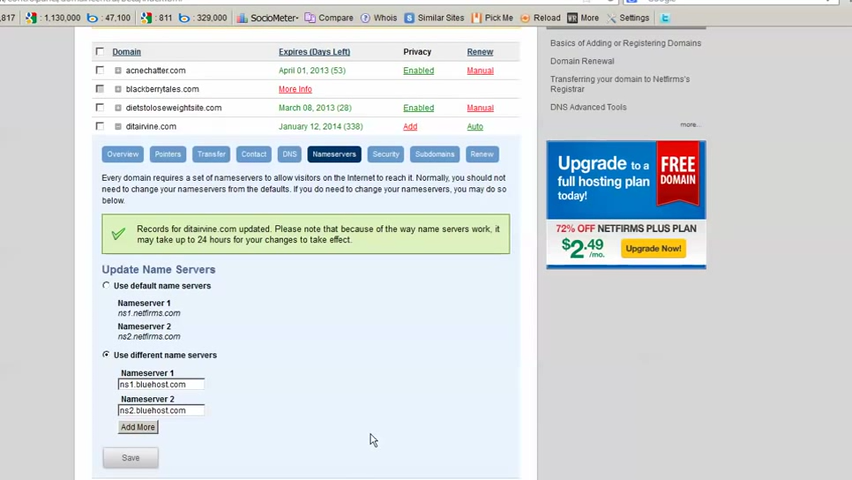 ,817 1,130,000 : 47,100 : 811 : 329,000 SocioMeter Compare Whois Similar Sites Pick Me Reload More Settings
Domain Expires (Days Left) Privacy Renew
acnechatter.com April 01, 2013 (53) Enabled Manual
blackberrytales.com More Info
dietstoloseweightsite.com March 08, 2013 (28) Enabled Manual
ditairvine.com January 12, 2014 (338) Add Auto
Overview Pointers Transfer Contact DNS Nameservers Security Subdomains Renew
Every domain requires a set of nameservers to allow visitors on the Internet to reach it. Normally, you should
not need to change your nameservers from the defaults. If you do need to change your nameservers, you may do so
below.
Records for ditairvine.com updated. Please note that because of the way name servers work, it
may take up to 24 hours for your changes to take effect.
Update Name Servers
Use default name servers
Nameserver 1
ns1.netfirms.com
Nameserver 2
ns2.netfirms.com
Use different name servers
Nameserver 1
ns1.bluehost.com
Nameserver 2
ns2.bluehost.com
Add More
Save
Basics of Adding or Registering Domains
Domain Renewal
Transferring your domain to Netfirms's
Registrar
DNS Advanced Tools
more...
Upgrade to a
full hosting plan
today!
FREE
DOMAIN
72% OFF NETFIRMS PLUS PLAN
$2.49/mo.
Upgrade Now!